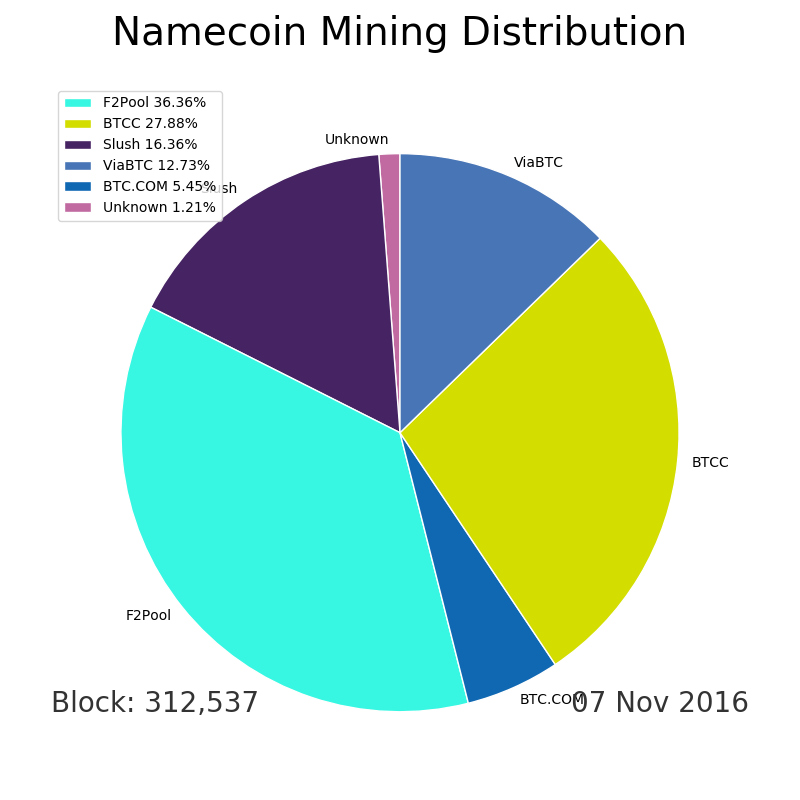 Namecoin Mining Distribution
F2Pool 36.36%
BTCC 27.88%
Slush 16.36%
ViaBTC 12.73%
BTC.COM 5.45%
Unknown 1.21%
Unknown
ViaBTC
BTCC
F2Pool
BTC.COM
Block: 312,537
07 Nov 2016